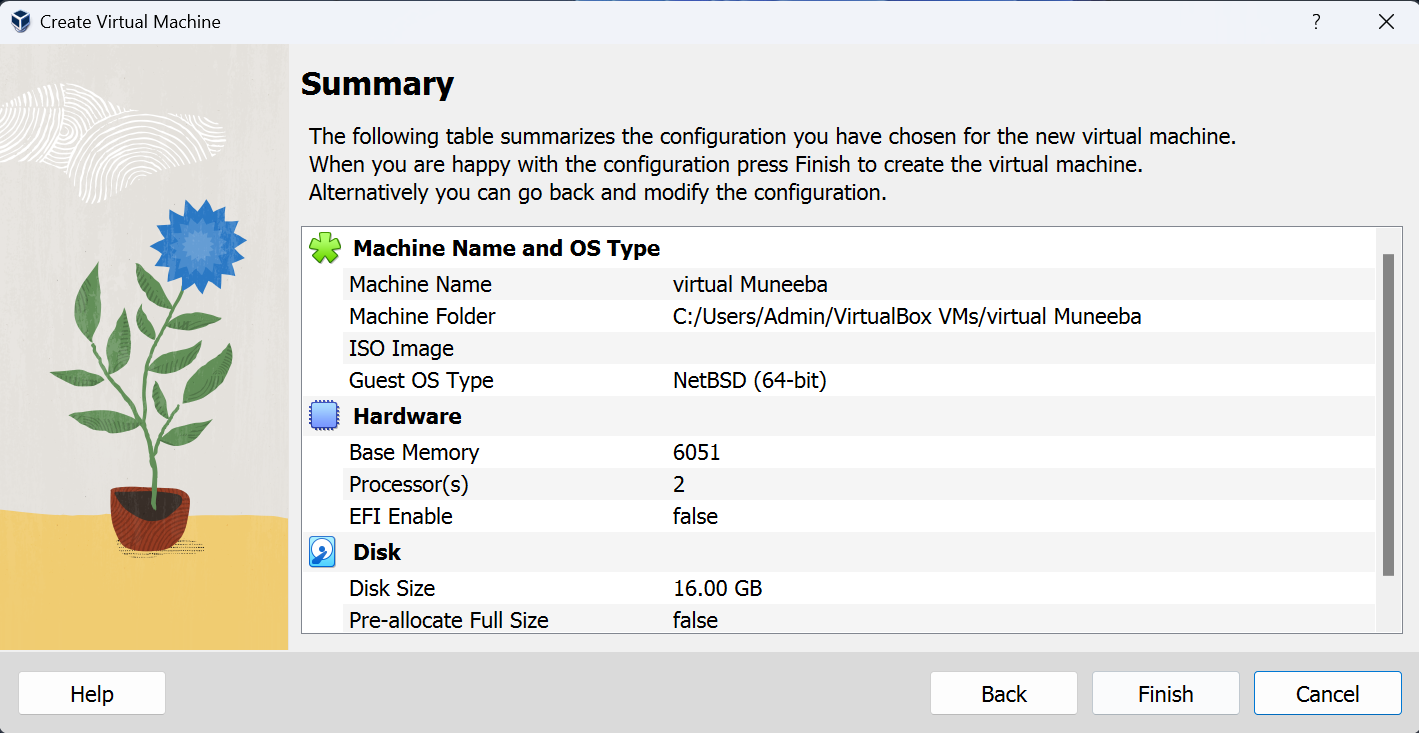 Create Virtual Machine
?
Summary
The following table summarizes the configuration you have chosen for the new virtual machine.
When you are happy with the configuration press Finish to create the virtual machine.
Alternatively you can go back and modify the configuration.
Machine Name and OS Type
Machine Name virtual Muneeba
Machine Folder C:/Users/Admin/VirtualBox VMs/virtual Muneeba
ISO Image
Guest OS Type NetBSD (64-bit)
Hardware
Base Memory 6051
Processor(s) 2
EFI Enable false
Disk
Disk Size 16.00 GB
Pre-allocate Full Size false
Help Back Finish Cancel